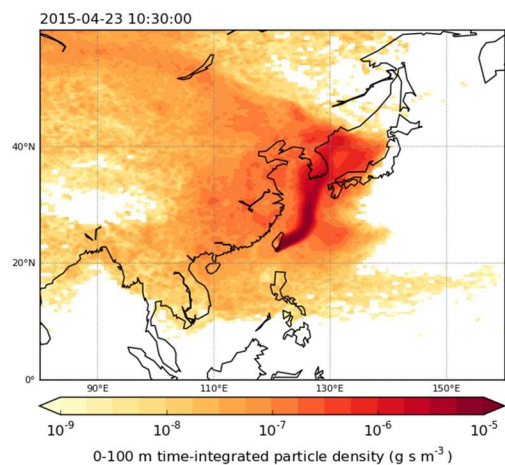 2015-04-23 10:30:00
40°N
20°N
0°
90°E 110°E 130°E 150°E
10⁻⁹ 10⁻⁸ 10⁻⁷ 10⁻⁶ 10⁻⁵
0-100 m time-integrated particle density (g s m⁻³)